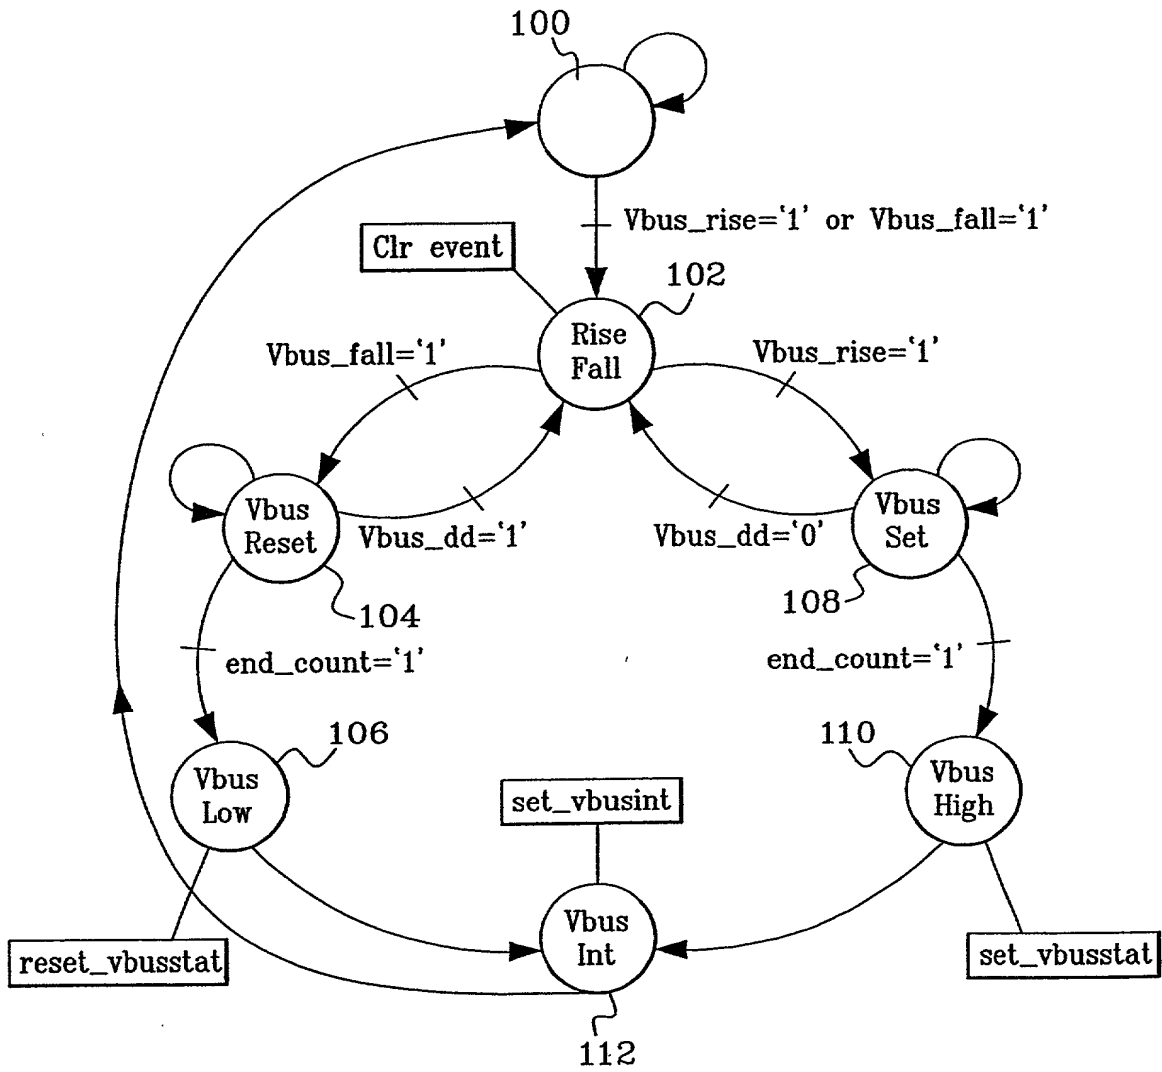 100
Vbus_rise=‘1’ or Vbus_fall=‘1’
Clr event
102
Rise
Fall
Vbus_fall=‘1’
Vbus_rise=‘1’
Vbus
Reset
Vbus_dd=‘1’
Vbus_dd=‘0’
Vbus
Set
104
108
end_count=‘1’
end_count=‘1’
106
110
Vbus
Low
set_vbusint
Vbus
High
Vbus
Int
reset_vbusstat
set_vbusstat
112